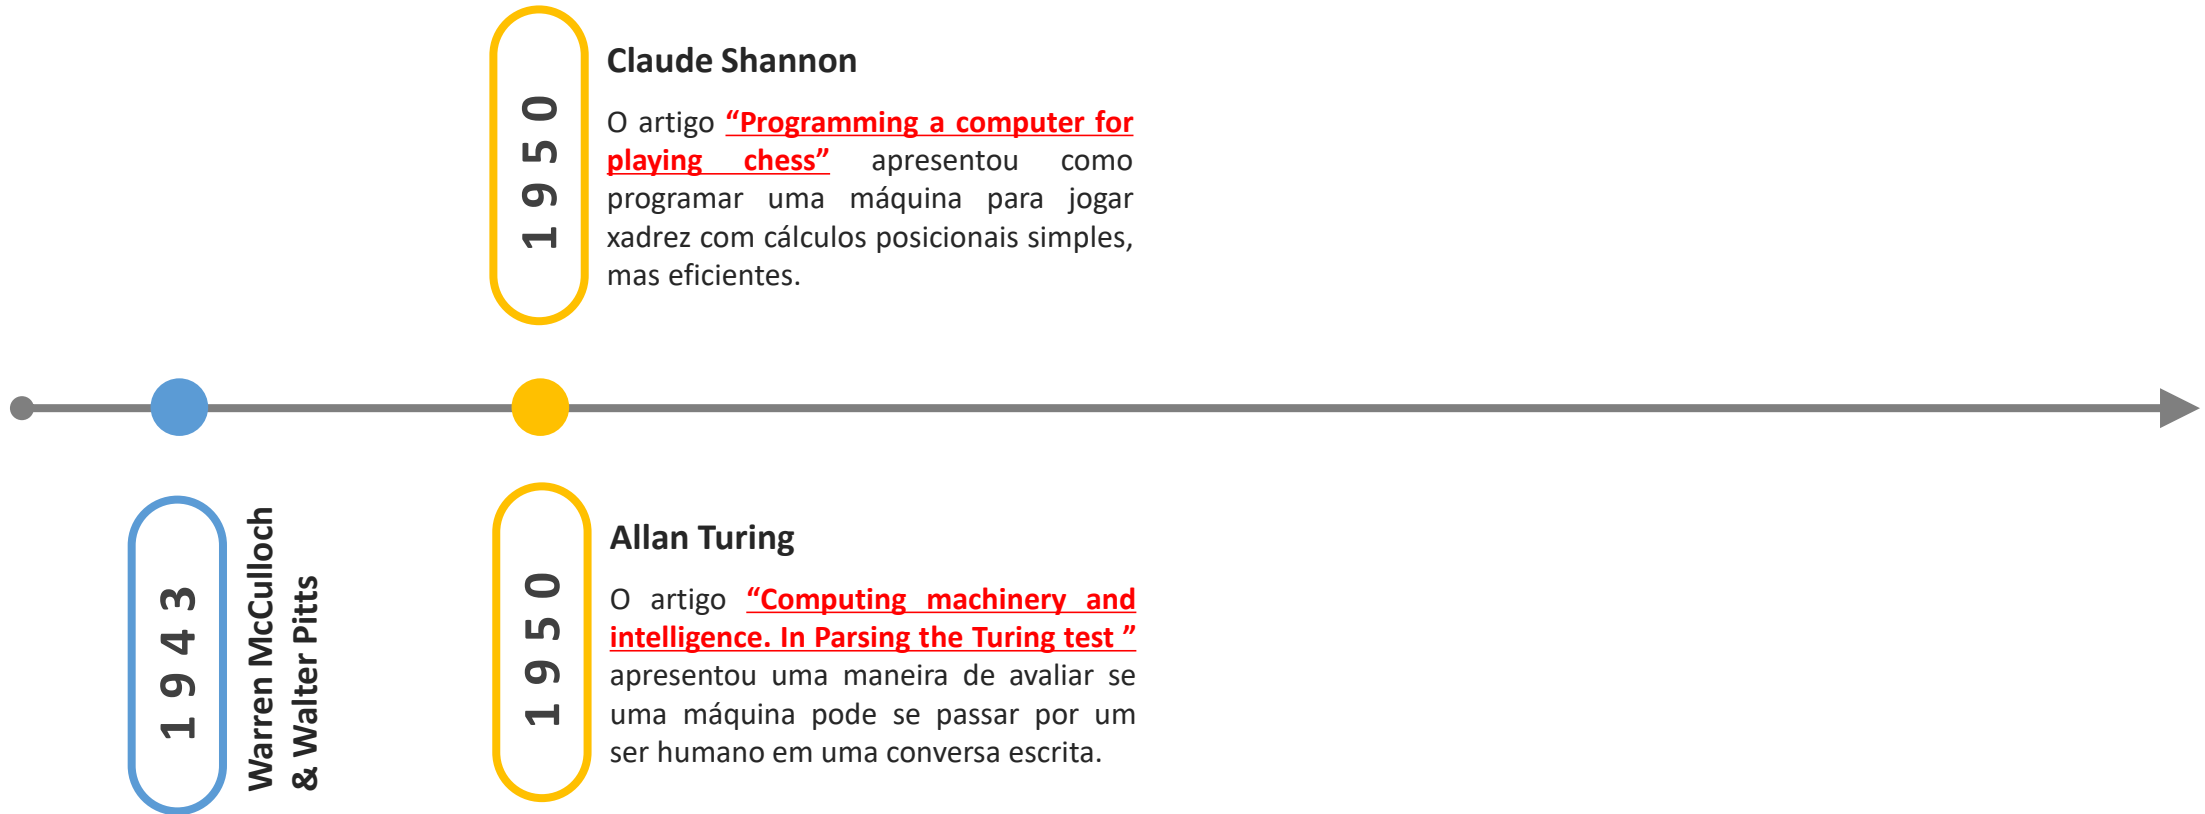 1950
Claude Shannon
O artigo “Programming a computer for
playing chess” apresentou como
programar uma máquina para jogar
xadrez com cálculos posicionais simples,
mas eficientes.
1943
Warren McCulloch
& Walter Pitts
1950
Allan Turing
O artigo “Computing machinery and
intelligence. In Parsing the Turing test ”
apresentou uma maneira de avaliar se
uma máquina pode se passar por um
ser humano em uma conversa escrita.